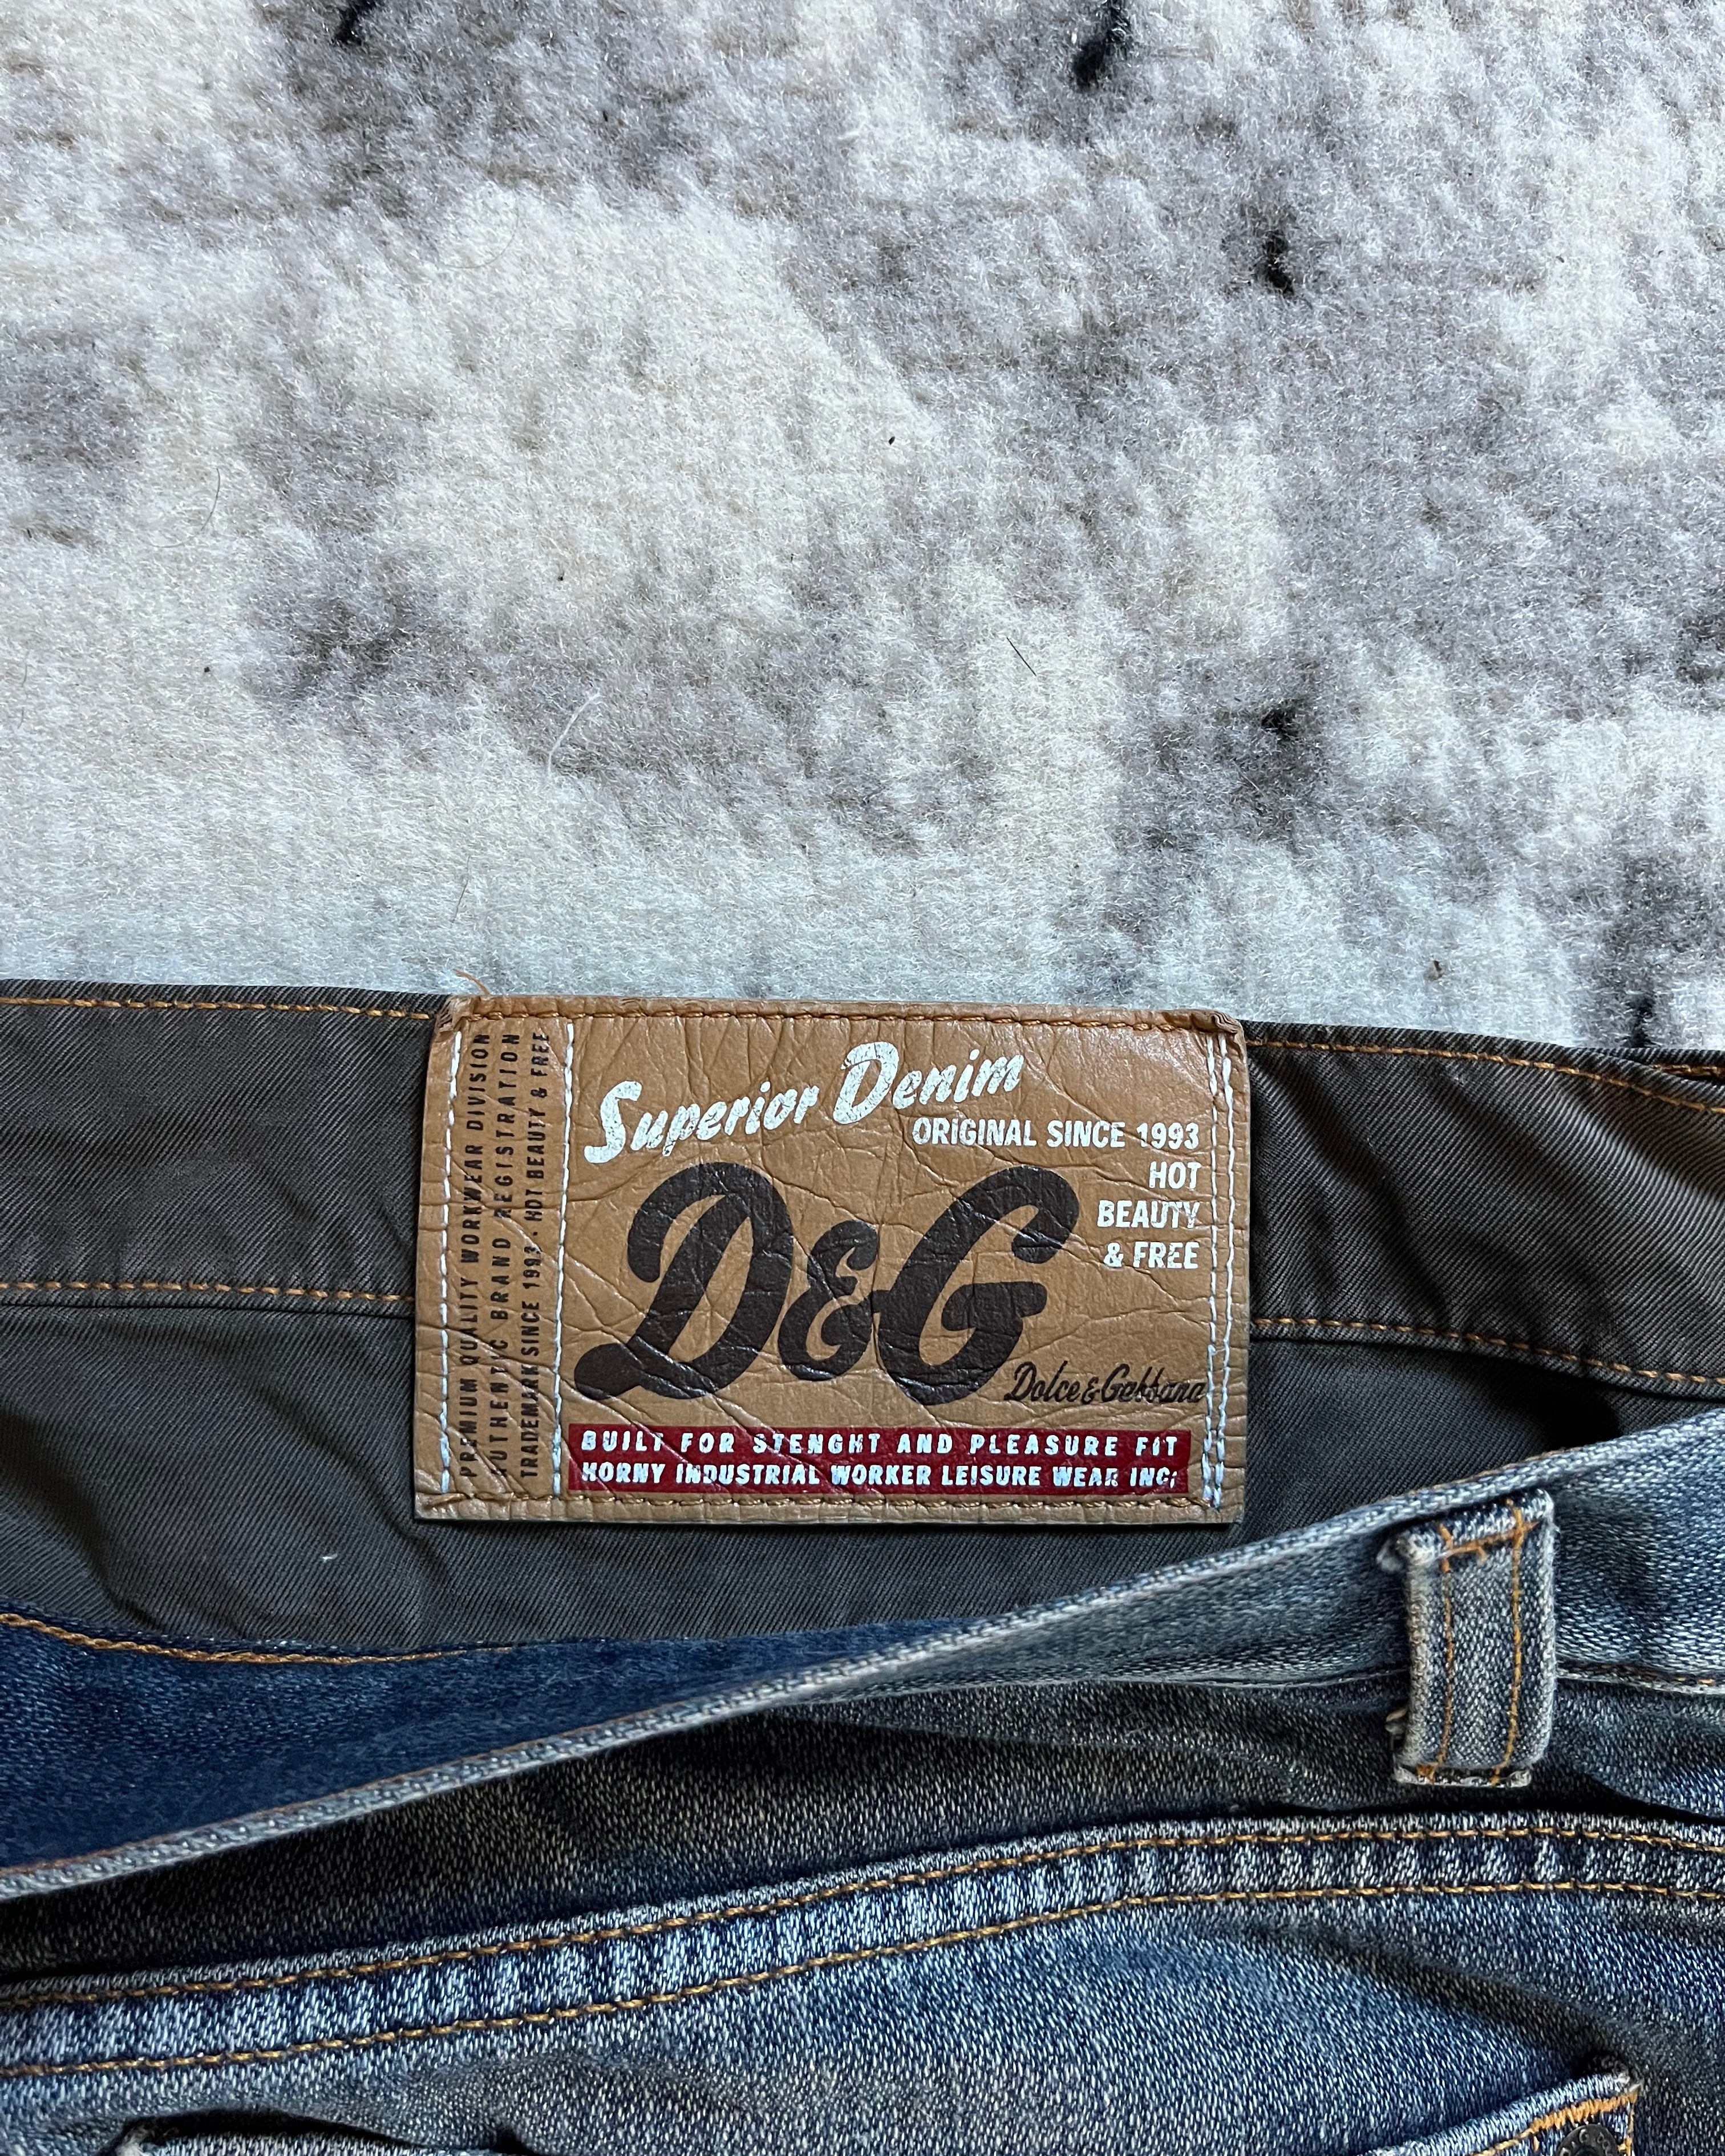 PREMIUM QUALITY WORKWEAR DIVISION
AUTHENTIC BRAND REGISTRATION
TRADEMARK SINCE 1993 · HOT BEAUTY & FREE
Superior Denim
ORIGINAL SINCE 1993
HOT
BEAUTY
& FREE
D&G
Dolce & Gabbana
BUILT FOR STENGHT AND PLEASURE FIT
HORNY INDUSTRIAL WORKER LEISURE WEAR INC;